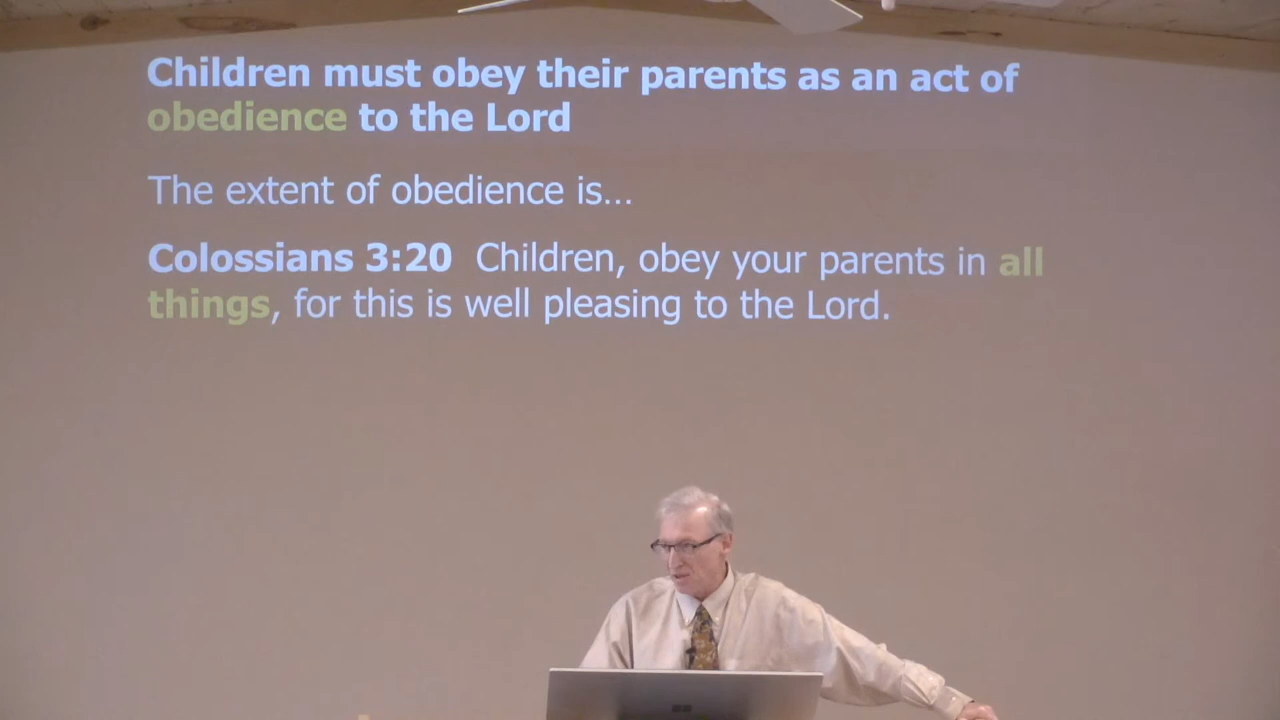 Children must obey their parents as an act of
obedience to the Lord
The extent of obedience is...
Colossians 3:20 Children, obey your parents in all
things, for this is well pleasing to the Lord.